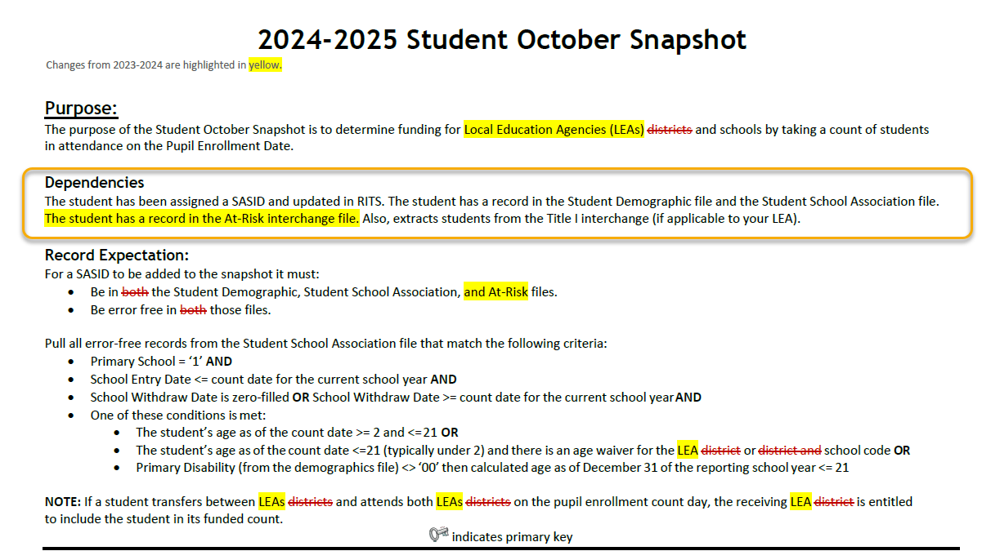 2024-2025 Student October Snapshot
Changes from 2023-2024 are highlighted in yellow.
Purpose:
The purpose of the Student October Snapshot is to determine funding for Local Education Agencies (LEAs) districts and schools by taking a count of students
in attendance on the Pupil Enrollment Date.
Dependencies
The student has been assigned a SASID and updated in RITS. The student has a record in the Student Demographic file and the Student School Association file.
The student has a record in the At-Risk interchange file. Also, extracts students from the Title I interchange (if applicable to your LEA).
Record Expectation:
For a SASID to be added to the snapshot it must:
• Be in both the Student Demographic, Student School Association, and At-Risk files.
• Be error free in both those files.
Pull all error-free records from the Student School Association file that match the following criteria:
• Primary School = ‘1’ AND
• School Entry Date <= count date for the current school year AND
• School Withdraw Date is zero-filled OR School Withdraw Date >= count date for the current school year AND
• One of these conditions is met:
• The student’s age as of the count date >= 2 and <=21 OR
• The student’s age as of the count date <=21 (typically under 2) and there is an age waiver for the LEA district or district and school code OR
• Primary Disability (from the demographics file) <> ‘00’ then calculated age as of December 31 of the reporting school year <= 21
NOTE: If a student transfers between LEAs districts and attends both LEAs districts on the pupil enrollment count day, the receiving LEA district is entitled
to include the student in its funded count.
indicates primary key